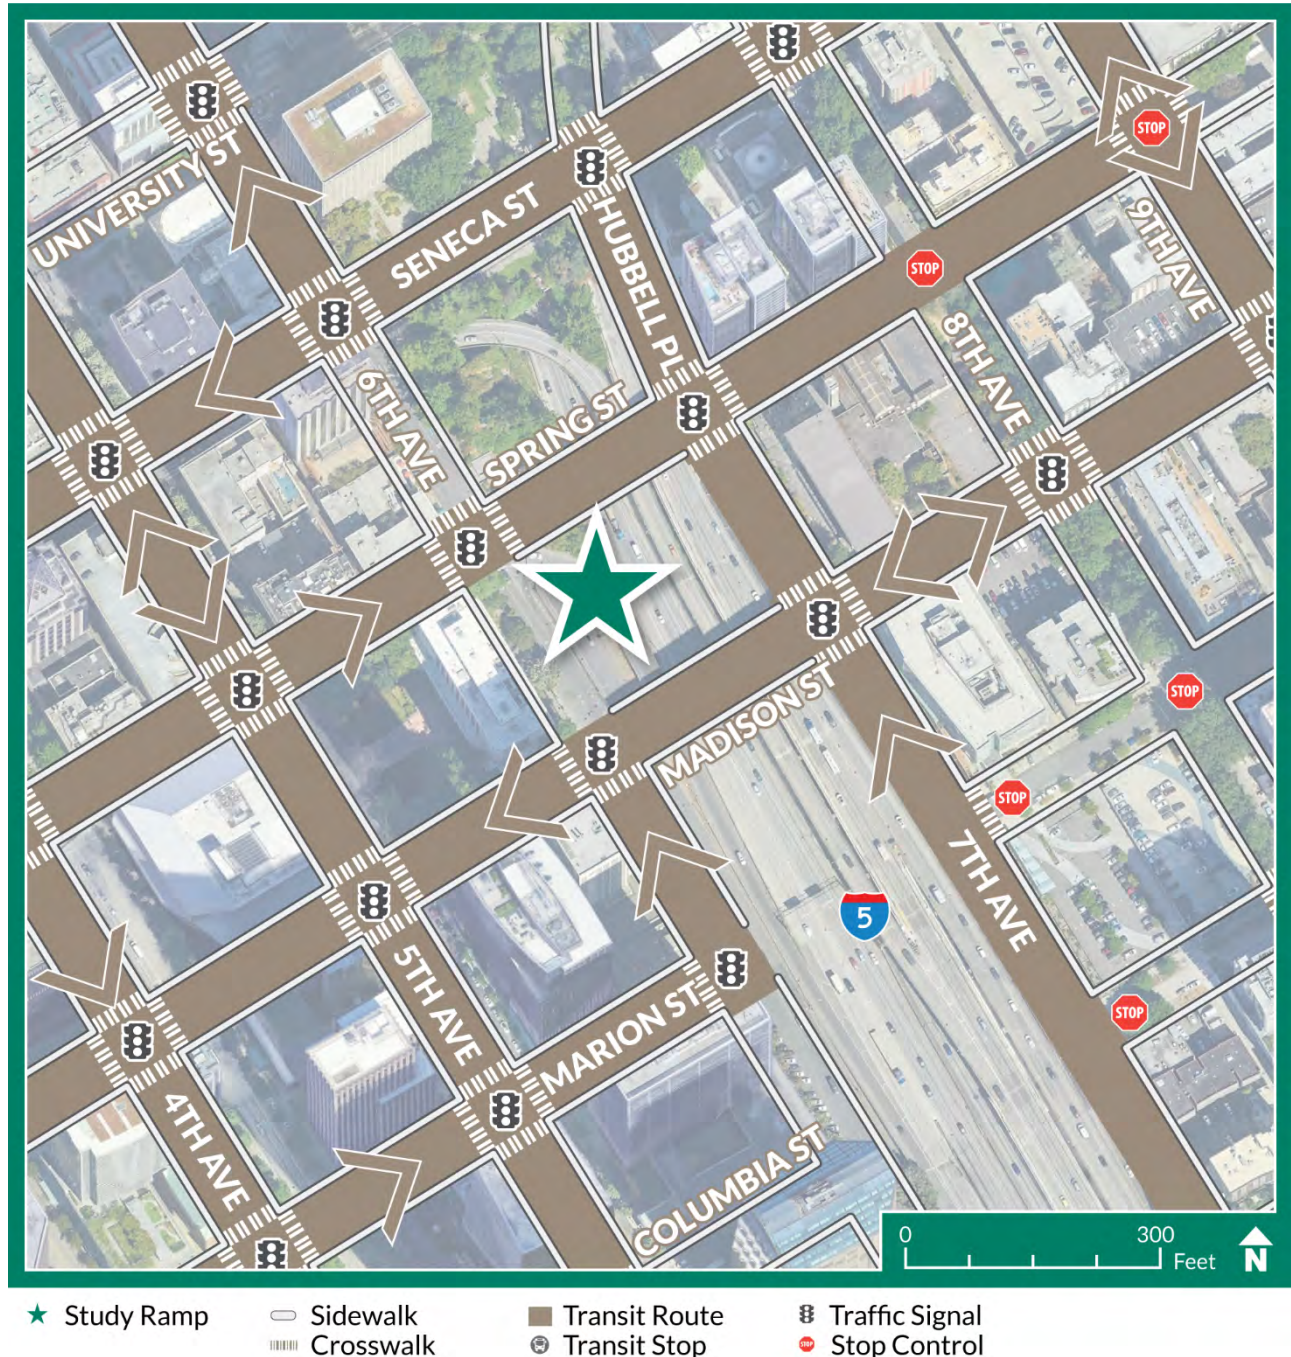 UNIVERSITY ST
SENECA ST
HUBBELL PL
STOP
9TH AVE
STOP
8TH AVE
6TH AVE
SPRING ST
MADISON ST
STOP
STOP
7TH AVE
5
5TH AVE
MARION ST
STOP
4TH AVE
COLUMBIA ST
0 300
Feet
N
Study Ramp
Sidewalk
Transit Route
Traffic Signal
Crosswalk
Transit Stop
STOP
Stop Control